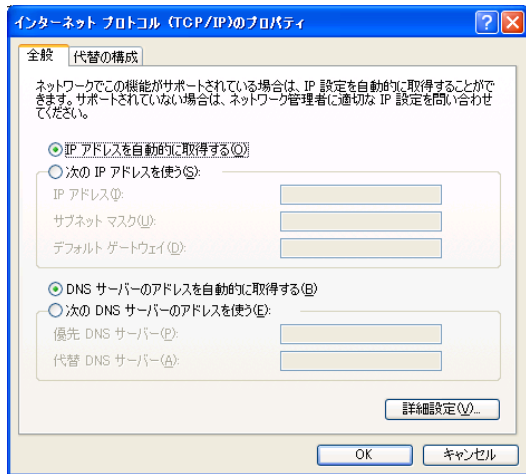 インターネット プロトコル (TCP/IP)のプロパティ
全般
代替の構成
ネットワークでこの機能がサポートされている場合は、IP 設定を自動的に取得することがで
きます。サポートされていない場合は、ネットワーク管理者に適切な IP 設定を問い合わせ
てください。
IP アドレスを自動的に取得する(O)
次の IP アドレスを使う(S):
IP アドレス(I):
サブネット マスク(U):
デフォルト ゲートウェイ(D):
DNS サーバーのアドレスを自動的に取得する(B)
次の DNS サーバーのアドレスを使う(E):
優先 DNS サーバー(P):
代替 DNS サーバー(A):
詳細設定(V)...
OK
キャンセル